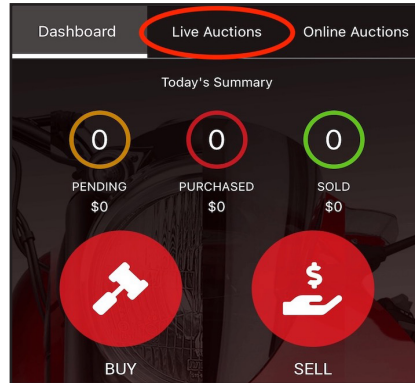 Dashboard Live Auctions Online Auctions
Today's Summary
0 0 0
PENDING PURCHASED SOLD
$0 $0 $0
$
BUY SELL